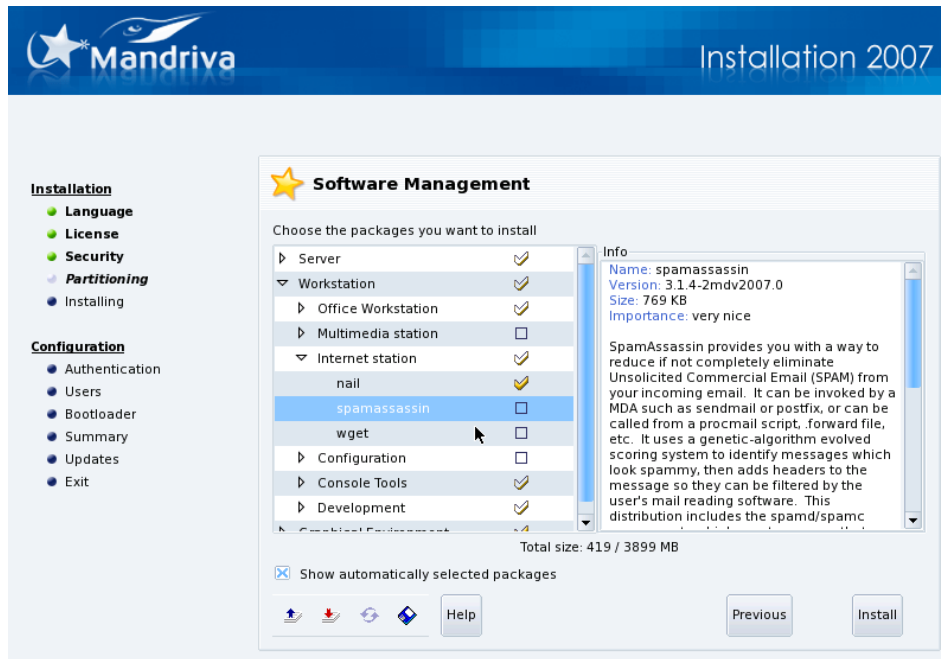 Mandriva
Installation 2007
Installation
Language
License
Security
Partitioning
Installing
Configuration
Authentication
Users
Bootloader
Summary
Updates
Exit
Software Management
Choose the packages you want to install
Server
Workstation
Office Workstation
Multimedia station
Internet station
nail
spamassassin
wget
Configuration
Console Tools
Development
Graphical Environment
Info
Name: spamassassin
Version: 3.1.4-2mdv2007.0
Size: 769 KB
Importance: very nice
SpamAssassin provides you with a way to
reduce if not completely eliminate
Unsolicited Commercial Email (SPAM) from
your incoming email. It can be invoked by a
MDA such as sendmail or postfix, or can be
called from a procmail script, .forward file,
etc. It uses a genetic-algorithm evolved
scoring system to identify messages which
look spammy, then adds headers to the
message so they can be filtered by the
user's mail reading software. This
distribution includes the spamd/spamc
Total size: 419 / 3899 MB
Show automatically selected packages
Help
Previous
Install